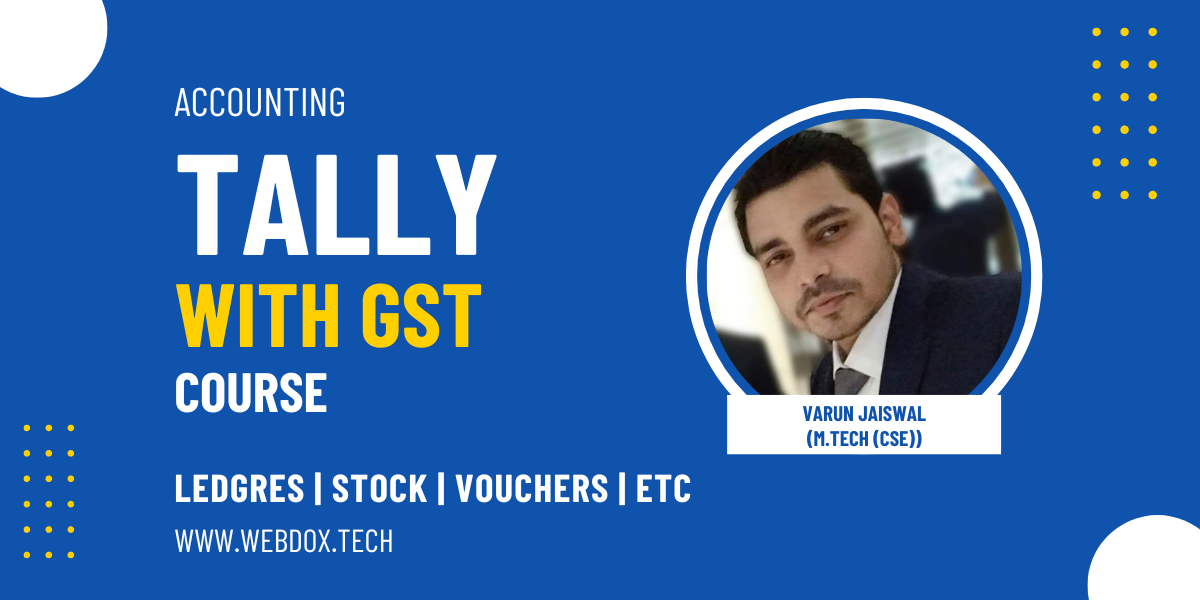 ACCOUNTING
TALLY
WITH GST
COURSE
LEDGRES | STOCK | VOUCHERS | ETC
WWW.WEBDOX.TECH
VARUN JAISWAL
(M.TECH (CSE))